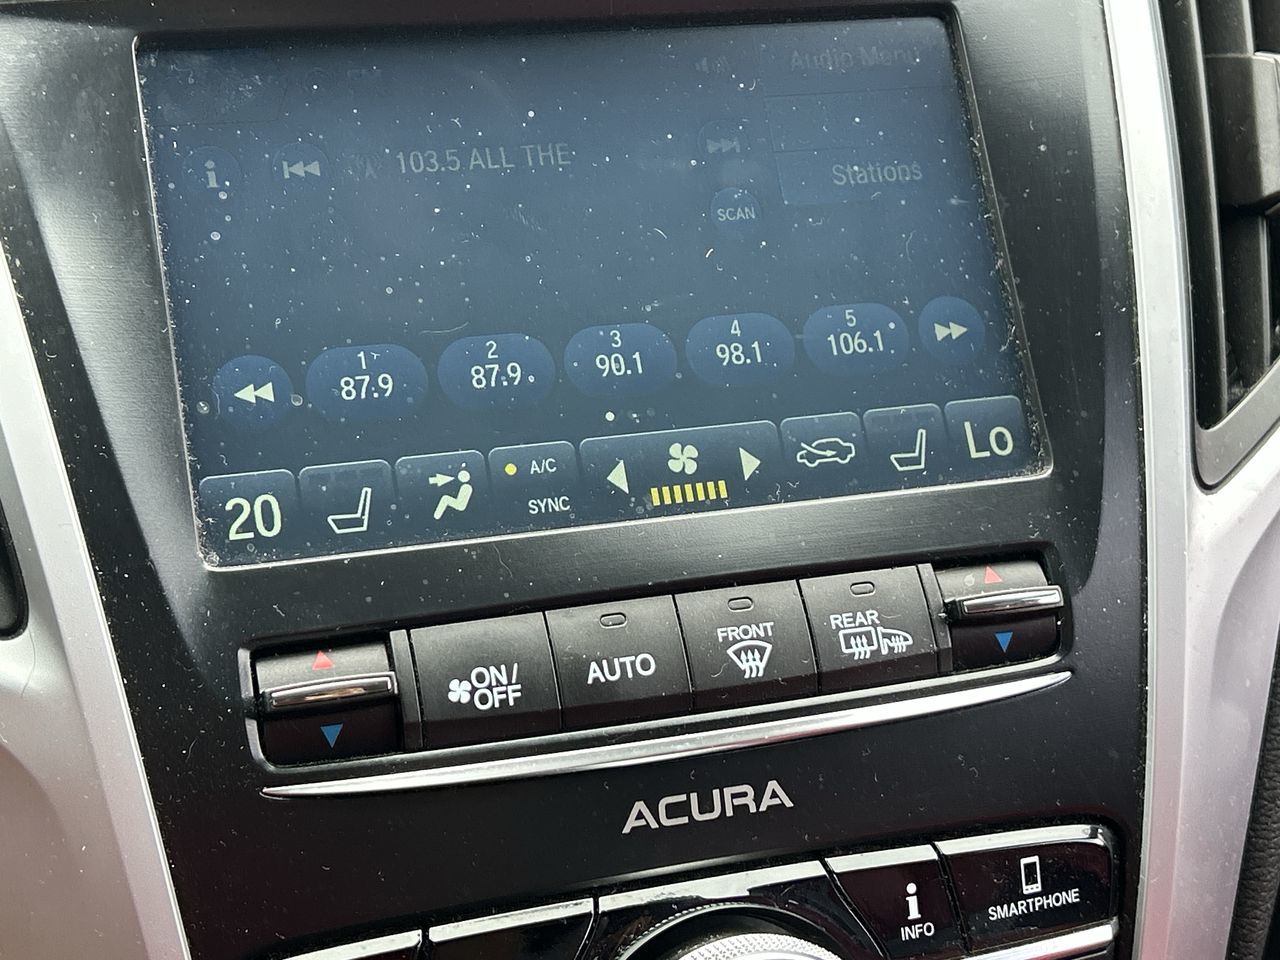 Audio Menu
103.5 ALL THE
Stations
SCAN
1
87.9
2
87.9
3
90.1
4
98.1
5
106.1
20
A/C
SYNC
Lo
ON/
OFF
AUTO
FRONT
REAR
ACURA
i
INFO
SMARTPHONE